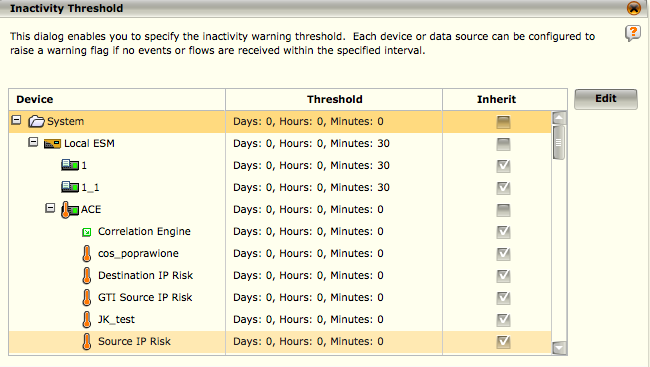 Inactivity Threshold
This dialog enables you to specify the inactivity warning threshold. Each device or data source can be configured to
raise a warning flag if no events or flows are received within the specified interval.
?
Device Threshold Inherit Edit
System Days: 0, Hours: 0, Minutes: 0
Local ESM Days: 0, Hours: 0, Minutes: 30
1 Days: 0, Hours: 0, Minutes: 30
1_1 Days: 0, Hours: 0, Minutes: 30
ACE Days: 0, Hours: 0, Minutes: 0
Correlation Engine Days: 0, Hours: 0, Minutes: 0
cos_poprawione Days: 0, Hours: 0, Minutes: 0
Destination IP Risk Days: 0, Hours: 0, Minutes: 0
GTI Source IP Risk Days: 0, Hours: 0, Minutes: 0
JK_test Days: 0, Hours: 0, Minutes: 0
Source IP Risk Days: 0, Hours: 0, Minutes: 0